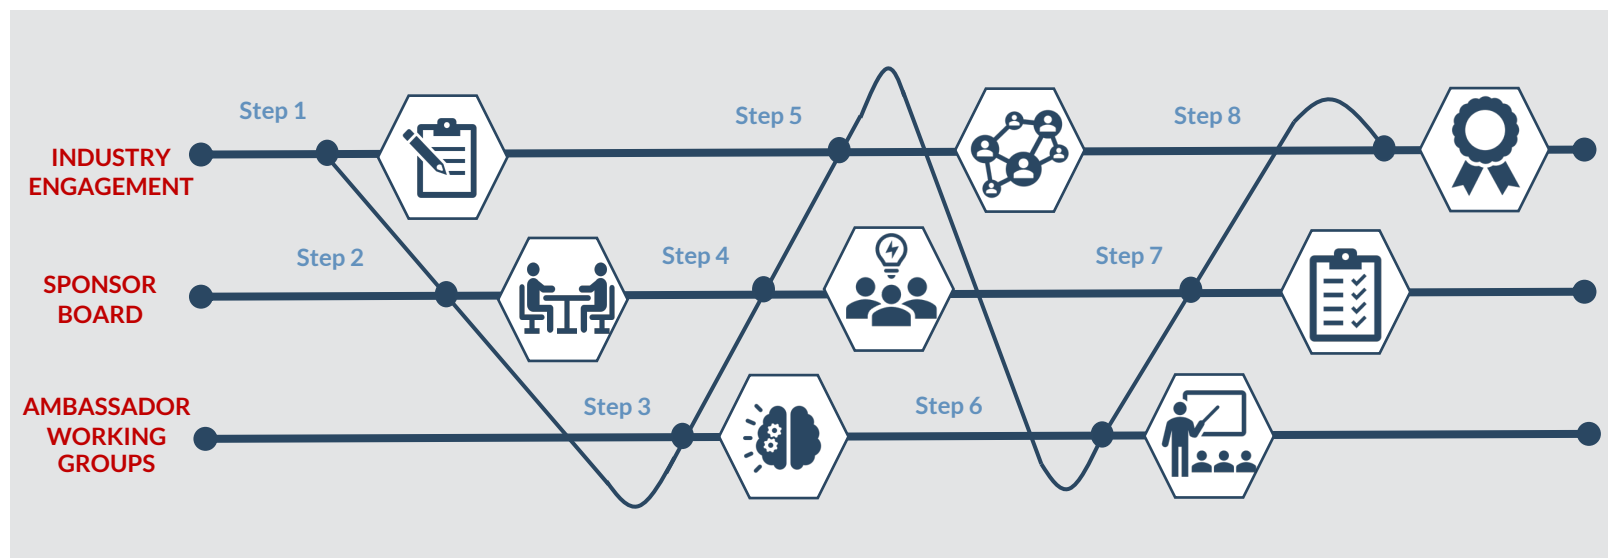 Step 1
Step 5
Step 8
INDUSTRY
ENGAGEMENT
Step 2
Step 4
Step 7
SPONSOR
BOARD
Step 3
Step 6
AMBASSADOR
WORKING
GROUPS